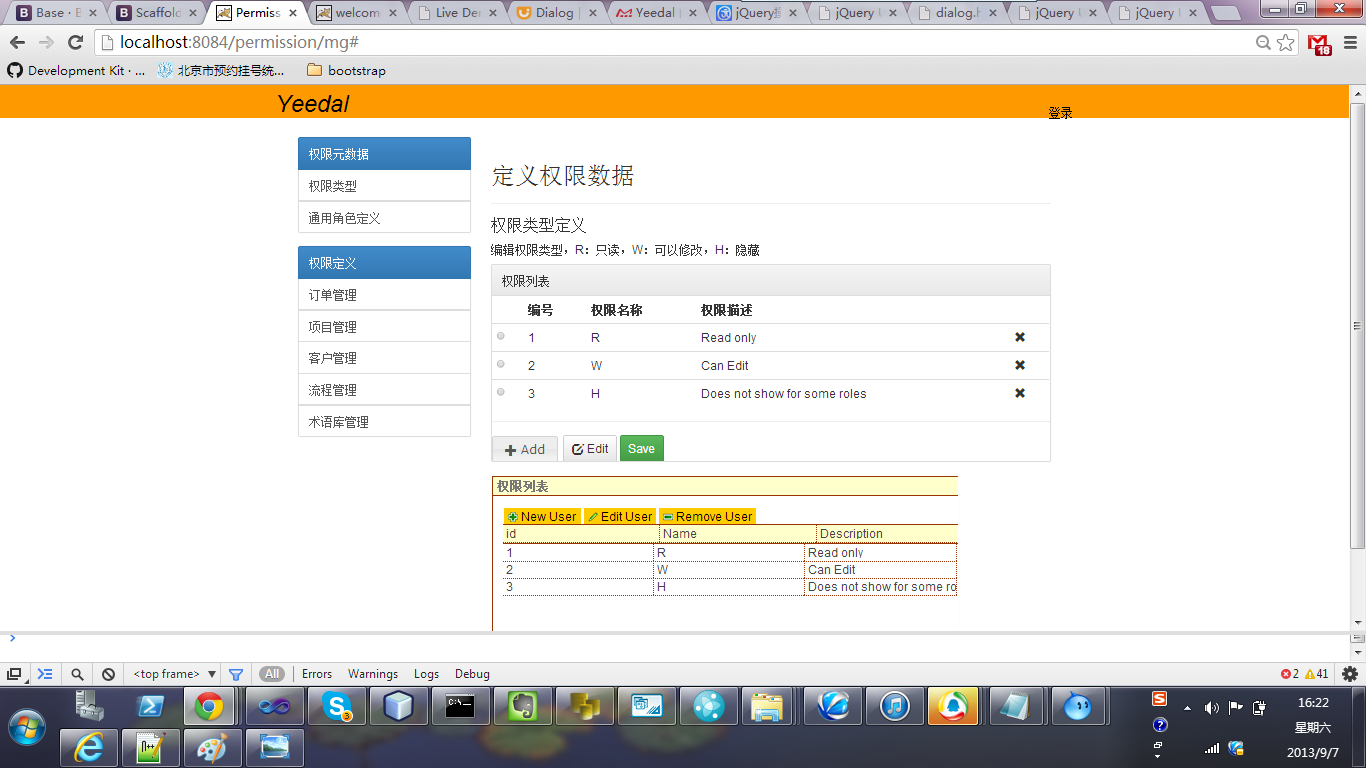 Base · B
Scaffold
Permiss
welcom
Live De
Dialog
Yeedal
jQuery
jQuery U
dialog.h
jQuery U
jQuery U
localhost:8084/permission/mg#
18
Development Kit · ...
北京市预约挂号统...
bootstrap
Yeedal
登录
权限元数据
权限类型
通用角色定义
权限定义
订单管理
项目管理
客户管理
流程管理
术语库管理
定义权限数据
权限类型定义
编辑权限类型，R：只读，W：可以修改，H：隐藏
权限列表
编号 权限名称 权限描述
1 R Read only
2 W Can Edit
3 H Does not show for some roles
Add Edit Save
权限列表
New User Edit User Remove User
id Name Description
1 R Read only
2 W Can Edit
3 H Does not show for some ro
<top frame> All Errors Warnings Logs Debug 2 41
16:22
星期六
2013/9/7